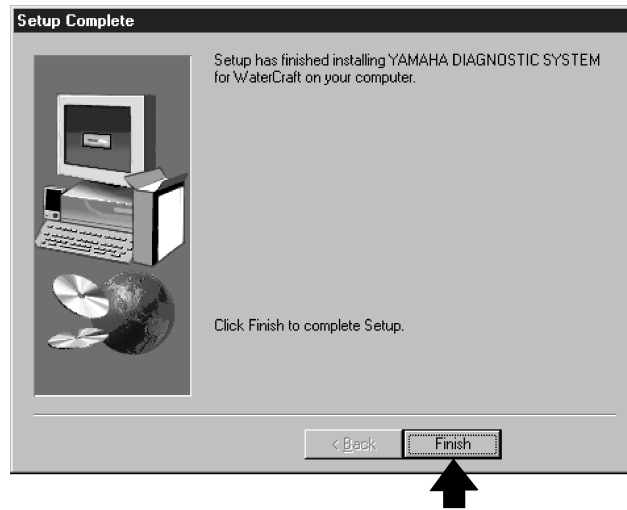 Setup Complete
Setup has finished installing YAMAHA DIAGNOSTIC SYSTEM
for WaterCraft on your computer.
Click Finish to complete Setup.
< Back
Finish